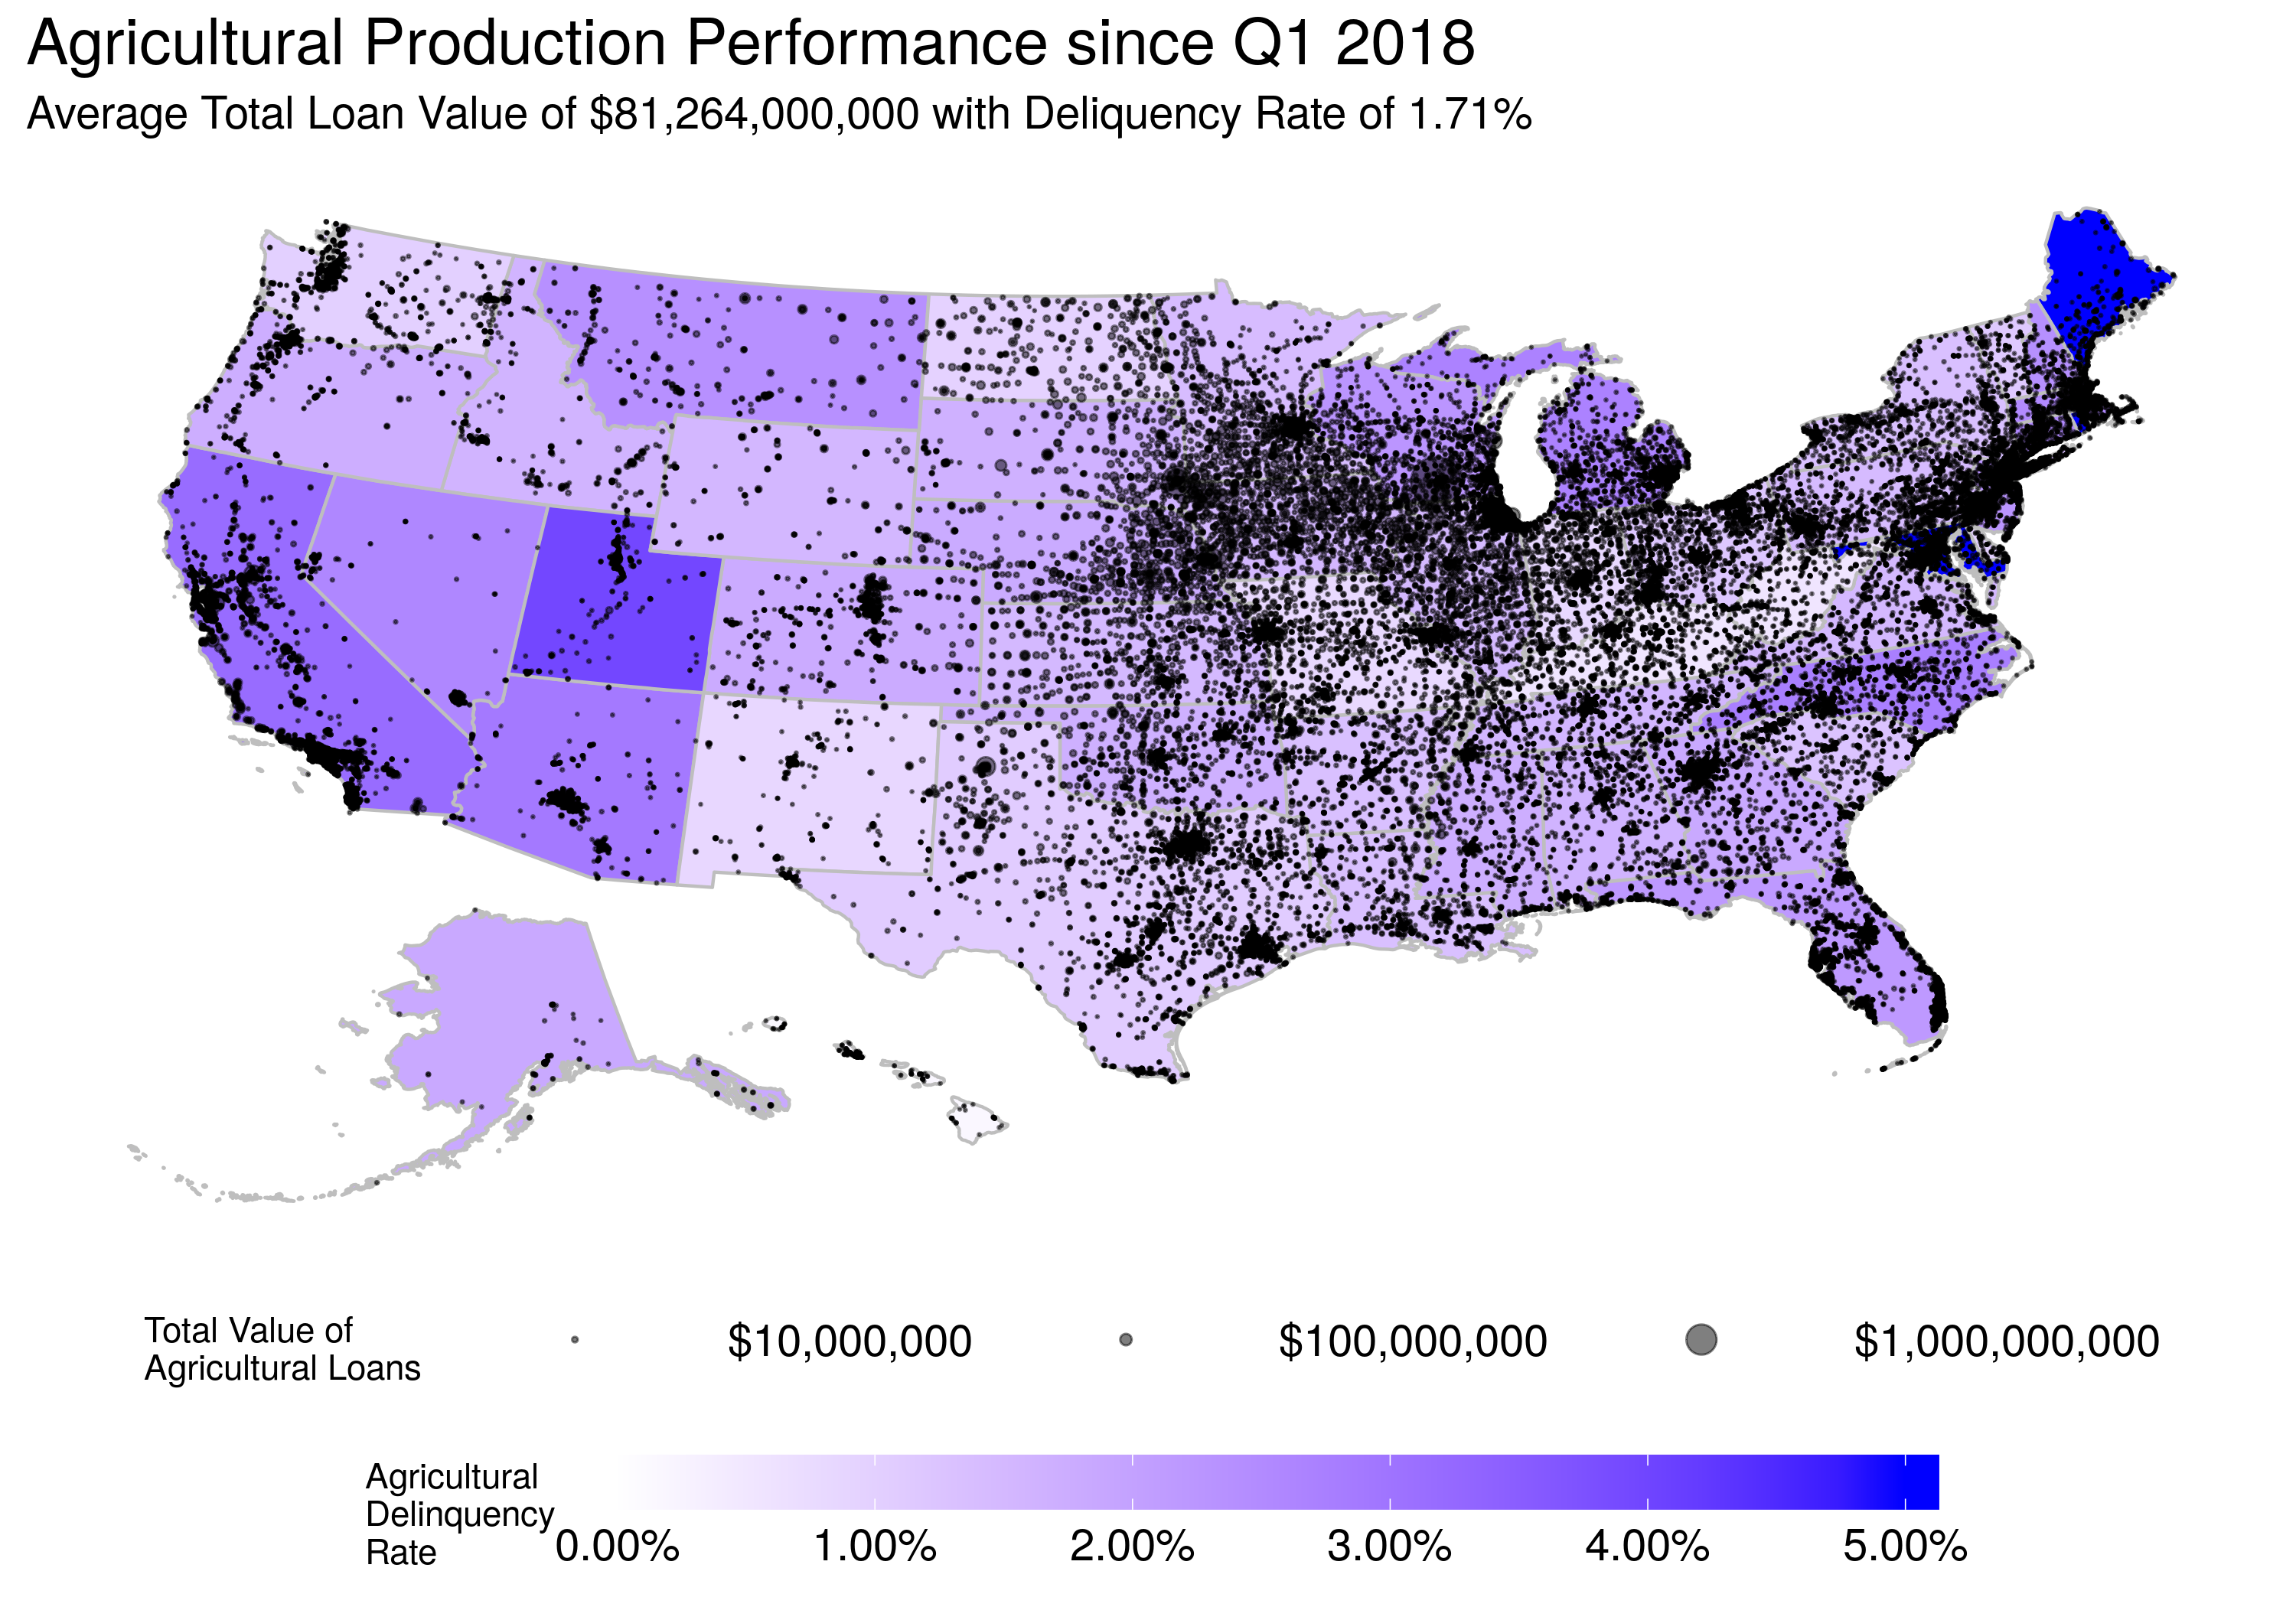 Agricultural Production Performance since Q1 2018
Average Total Loan Value of $81,264,000,000 with Deliquency Rate of 1.71%
Total Value of
Agricultural Loans
$10,000,000
$100,000,000
$1,000,000,000
Agricultural
Delinquency
Rate
0.00%
1.00%
2.00%
3.00%
4.00%
5.00%